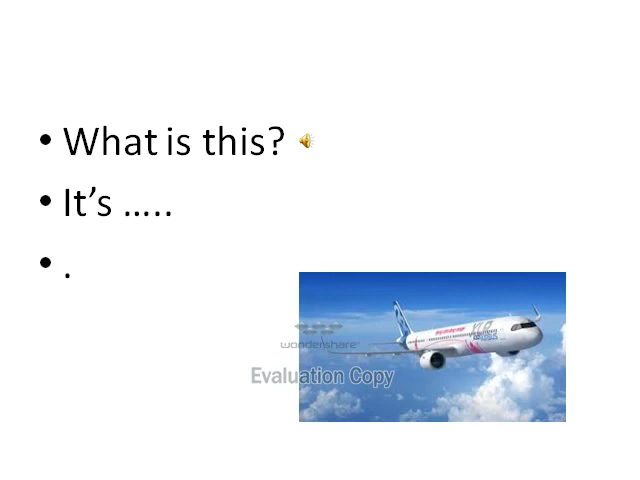 • What is this?
• It's …..
• .
wondershare
Evaluation Copy